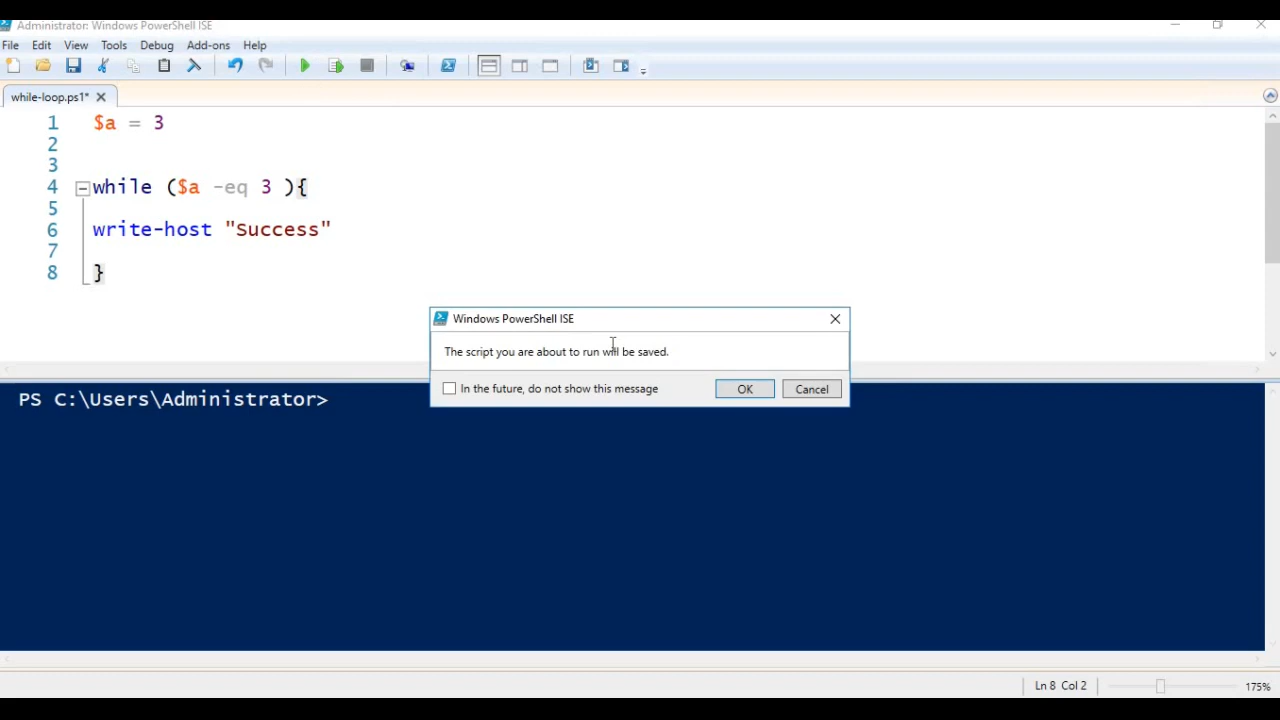 Administrator: Windows PowerShell ISE
File Edit View Tools Debug Add-ons Help
while-loop.ps1*
1 $a = 3
2
3
4 while ($a -eq 3 ){
5
6 write-host "Success"
7
8 }
Windows PowerShell ISE
The script you are about to run will be saved.
In the future, do not show this message OK Cancel
PS C:\Users\Administrator>
Ln 8 Col 2 175%